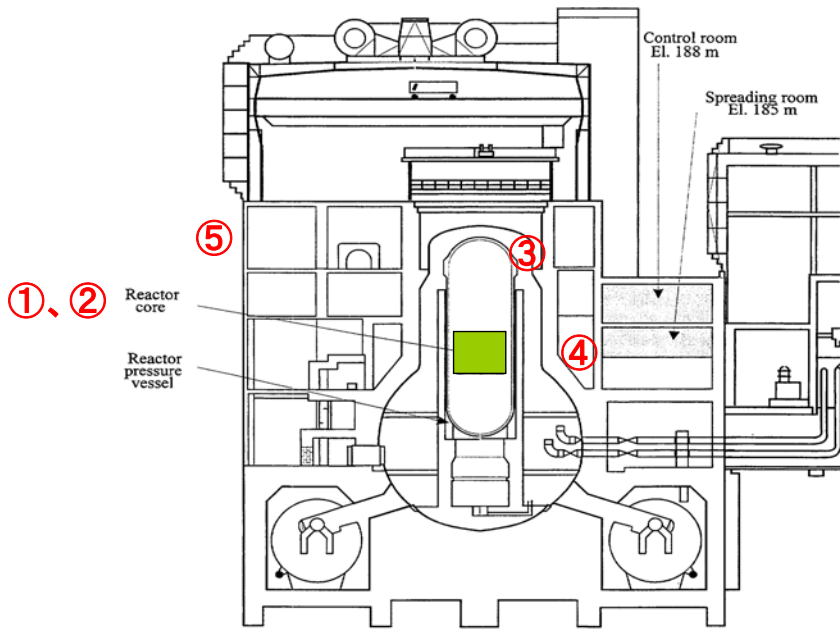 Control room
El. 188 m
Spreading room
El. 185 m
⑤
③
①、②
Reactor
core
④
Reactor
pressure
vessel